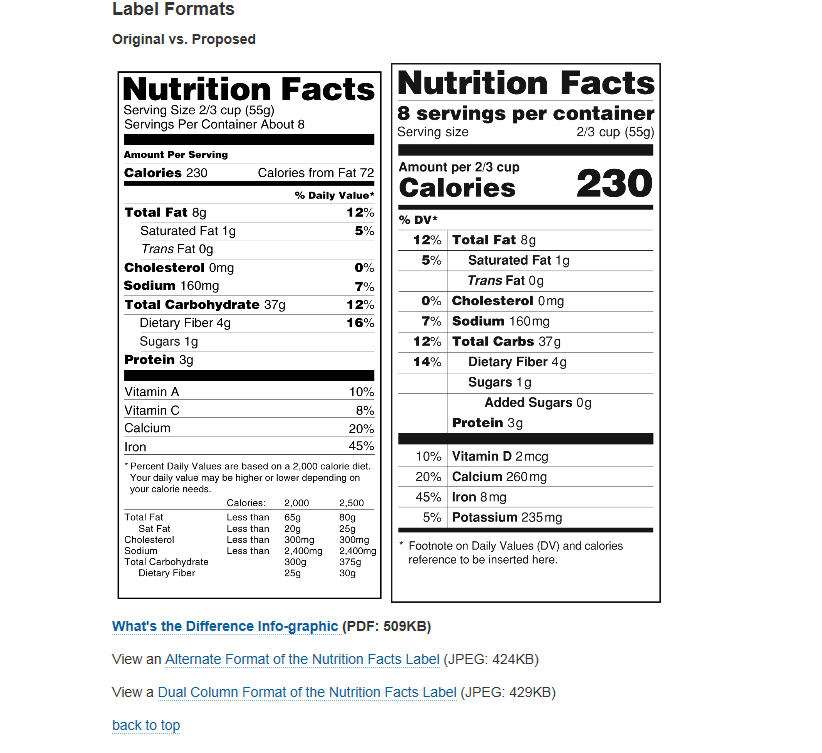 Label Formats
Original vs. Proposed
Nutrition Facts
Serving Size 2/3 cup (55g)
Servings Per Container About 8
Amount Per Serving
Calories 230 Calories from Fat 72
% Daily Value*
Total Fat 8g 12%
Saturated Fat 1g 5%
Trans Fat 0g
Cholesterol 0mg 0%
Sodium 160mg 7%
Total Carbohydrate 37g 12%
Dietary Fiber 4g 16%
Sugars 1g
Protein 3g
Vitamin A 10%
Vitamin C 8%
Calcium 20%
Iron 45%
* Percent Daily Values are based on a 2,000 calorie diet.
Your daily value may be higher or lower depending on
your calorie needs.
Calories: 2,000 2,500
Total Fat Less than 65g 80g
Sat Fat Less than 20g 25g
Cholesterol Less than 300mg 300mg
Sodium Less than 2,400mg 2,400mg
Total Carbohydrate 300g 375g
Dietary Fiber 25g 30g
Nutrition Facts
8 servings per container
Serving size 2/3 cup (55g)
Amount per 2/3 cup
Calories 230
% DV*
12% Total Fat 8g
5% Saturated Fat 1g
Trans Fat 0g
0% Cholesterol 0mg
7% Sodium 160mg
12% Total Carbs 37g
14% Dietary Fiber 4g
Sugars 1g
Added Sugars 0g
Protein 3g
10% Vitamin D 2mcg
20% Calcium 260mg
45% Iron 8mg
5% Potassium 235mg
* Footnote on Daily Values (DV) and calories
reference to be inserted here.
What's the Difference Info-graphic (PDF: 509KB)
View an Alternate Format of the Nutrition Facts Label (JPEG: 424KB)
View a Dual Column Format of the Nutrition Facts Label (JPEG: 429KB)
back to top